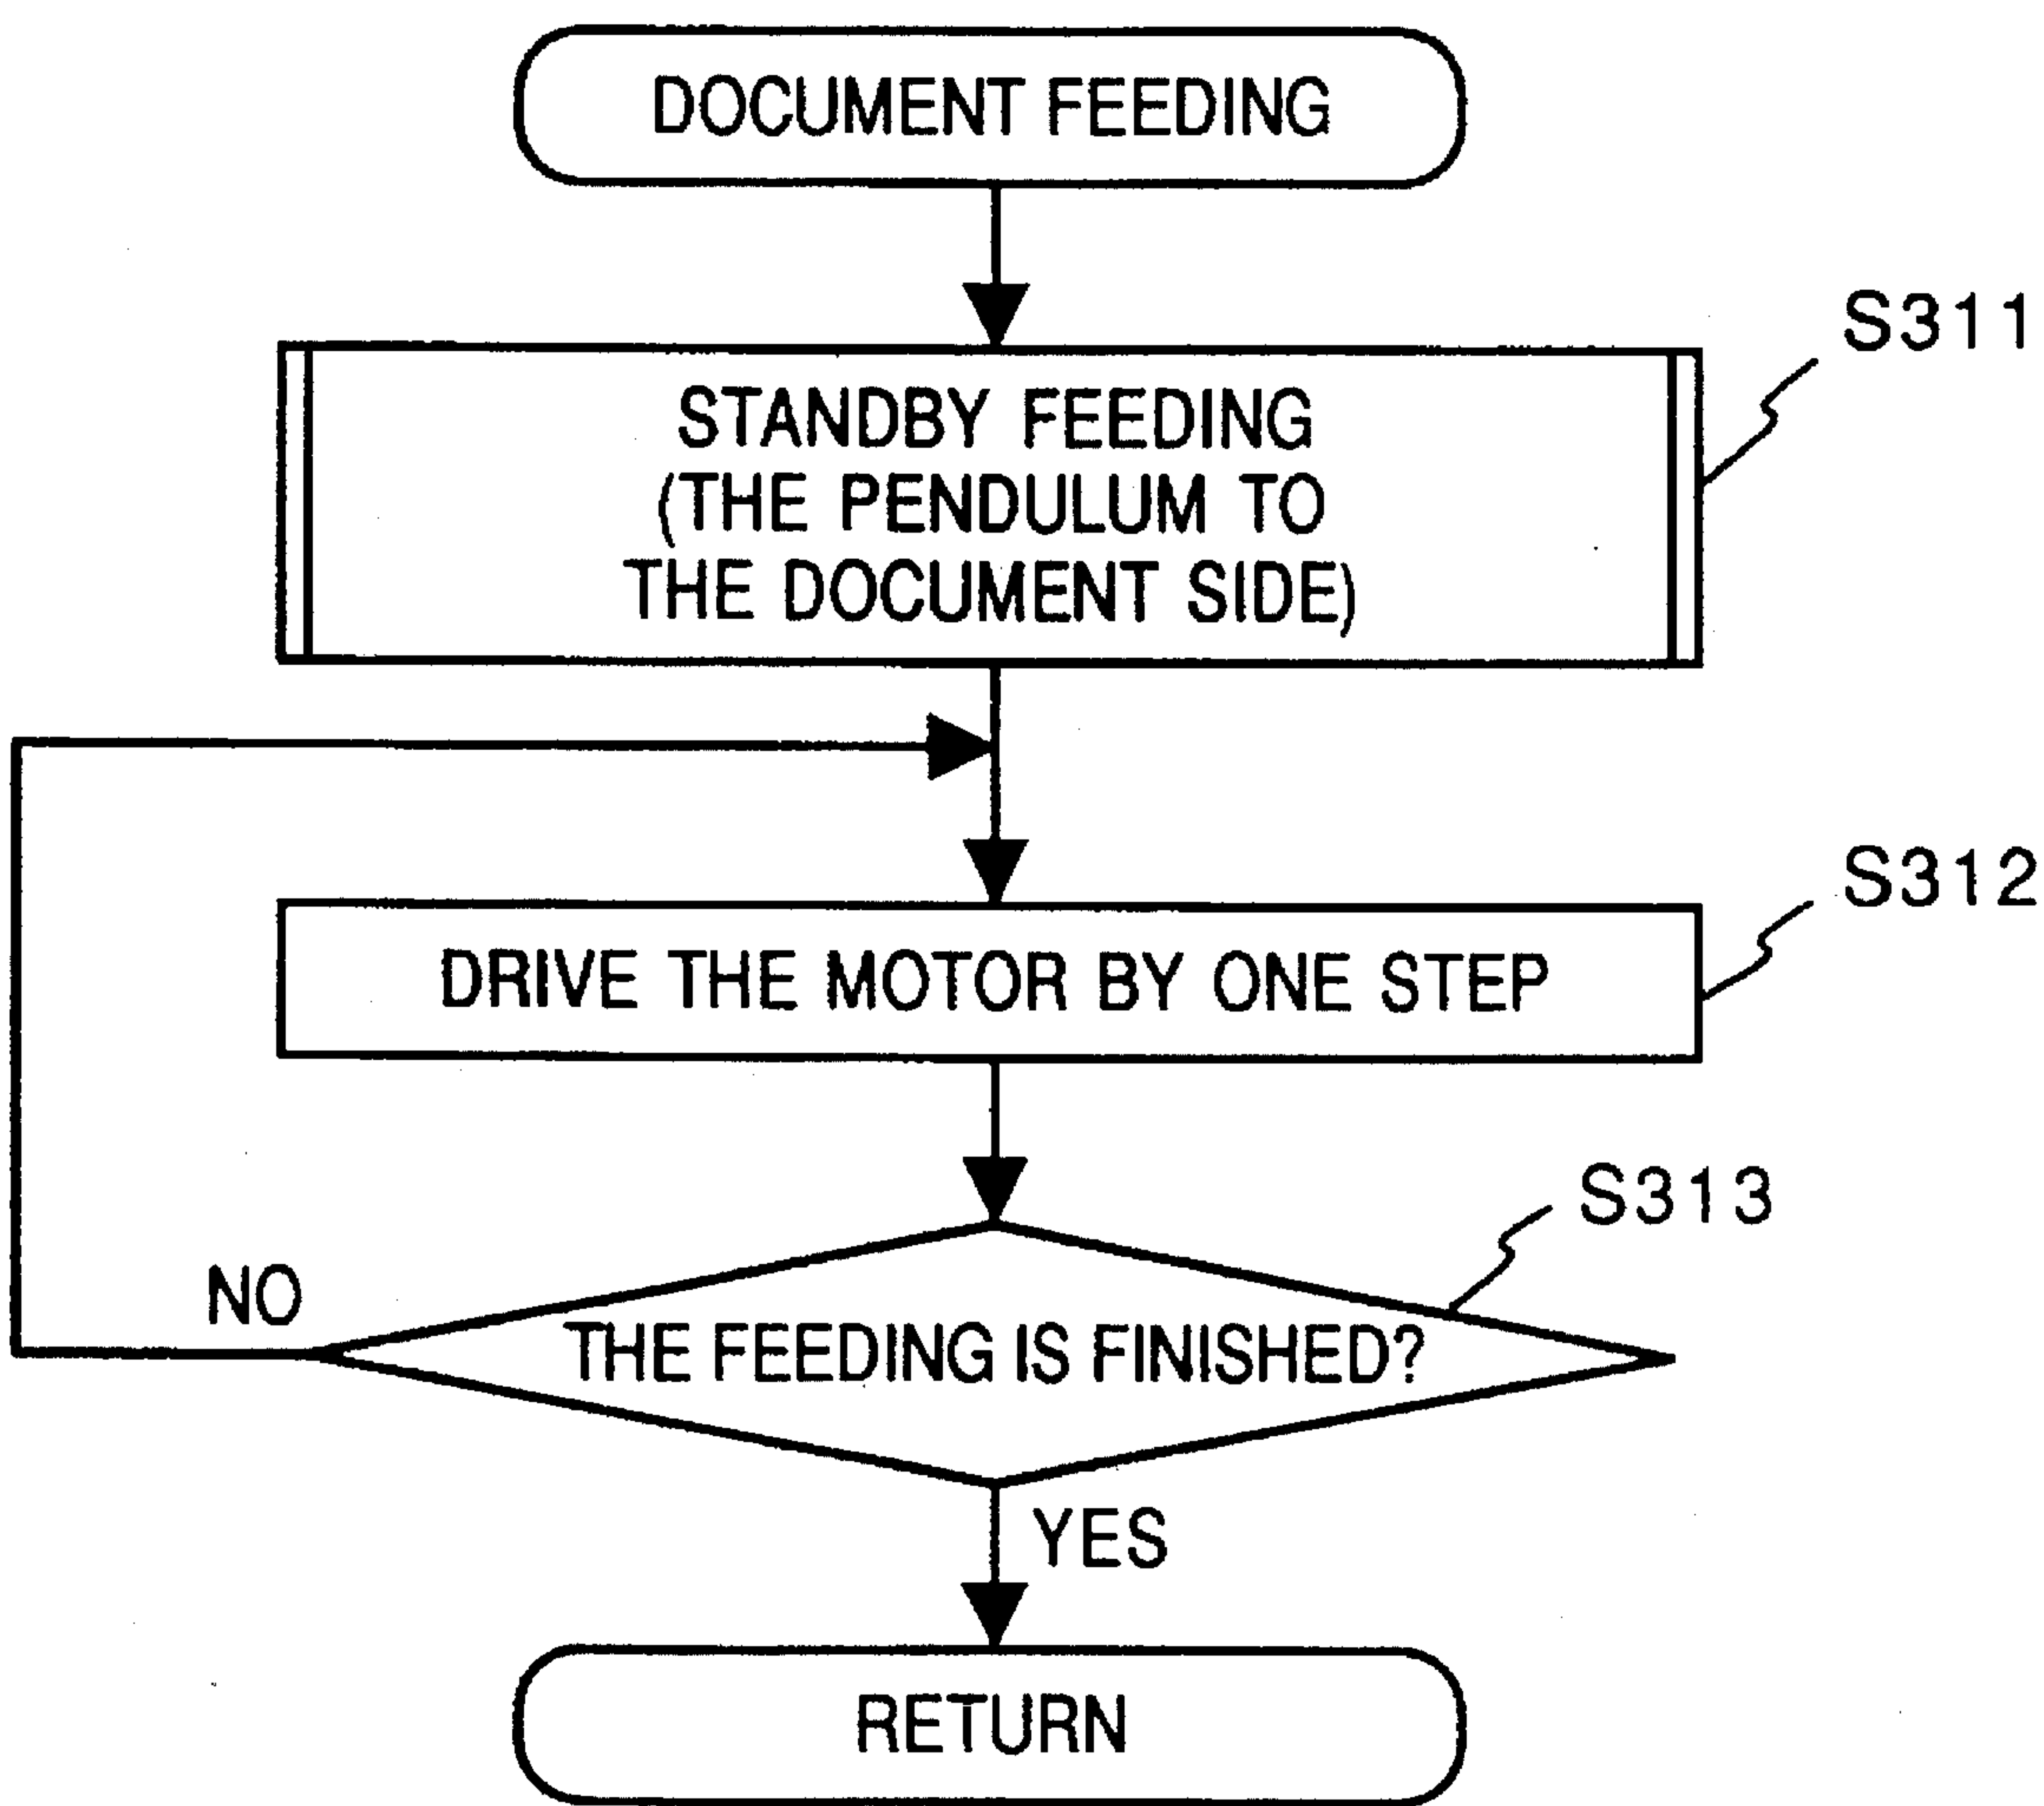 DOCUMENT FEEDING
S311
STANDBY FEEDING
(THE PENDULUM TO
THE DOCUMENT SIDE)
S312
DRIVE THE MOTOR BY ONE STEP
S313
NO
THE FEEDING IS FINISHED?
YES
RETURN